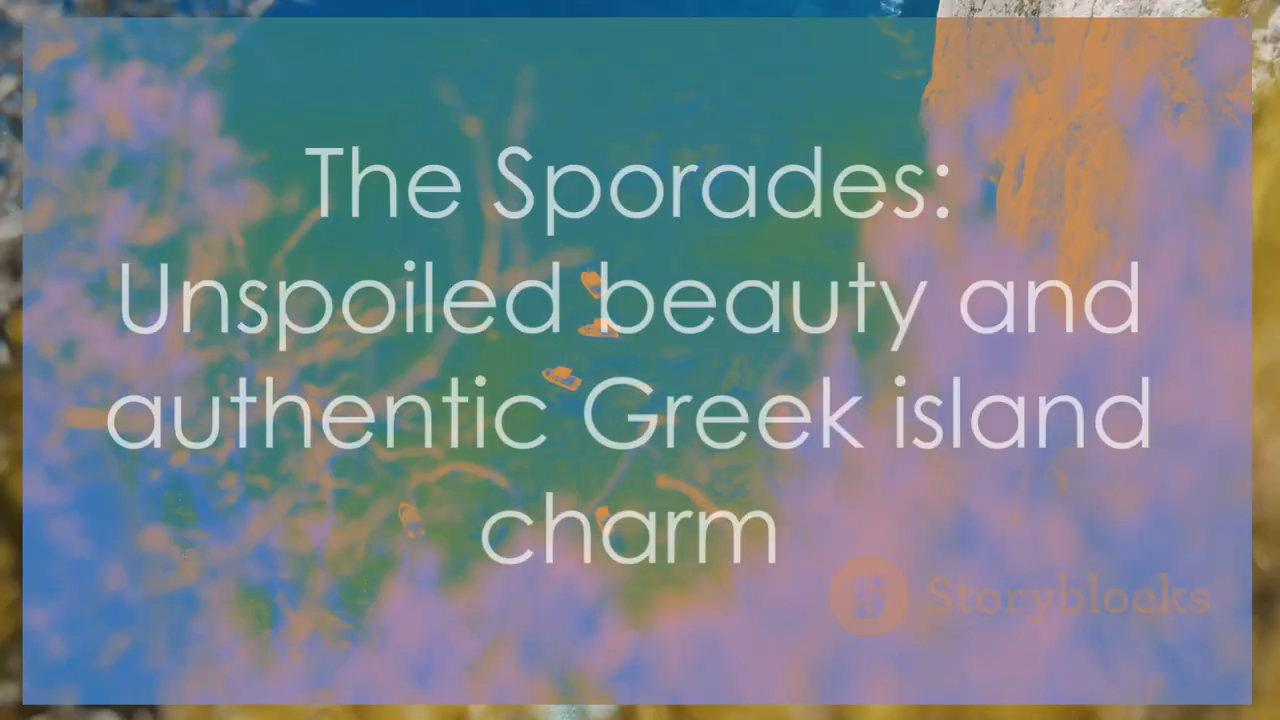 The Sporades:
Unspoiled beauty and
authentic Greek island
charm
Storyblocks